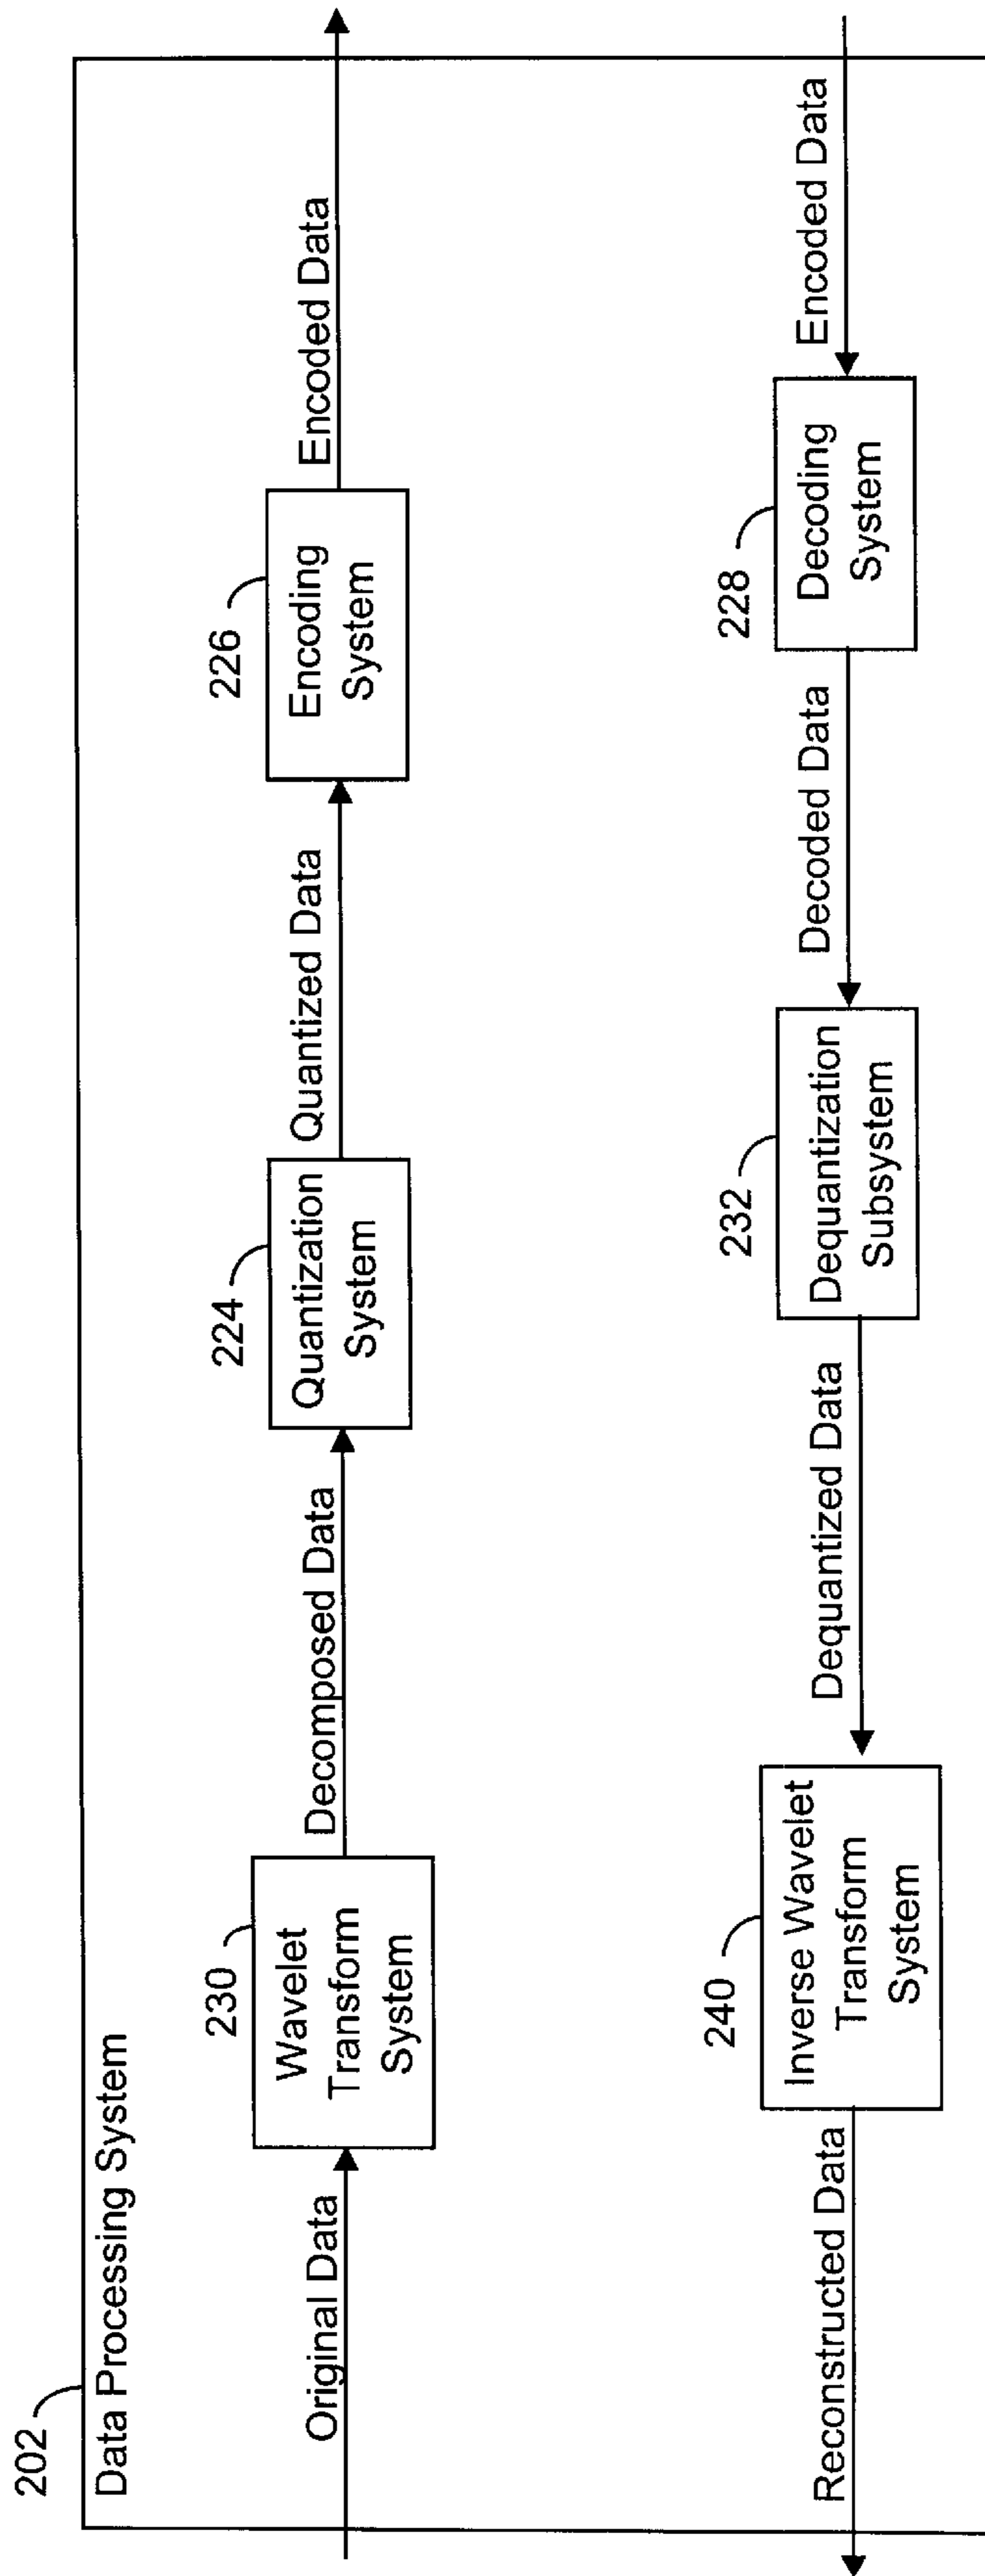 202
Data Processing System
Original Data
230
Wavelet
Transform
System
Decomposed Data
224
Quantization
System
Quantized Data
226
Encoding
System
Encoded Data
Encoded Data
228
Decoding
System
Decoded Data
232
Dequantization
Subsystem
Dequantized Data
240
Inverse Wavelet
Transform
System
Reconstructed Data